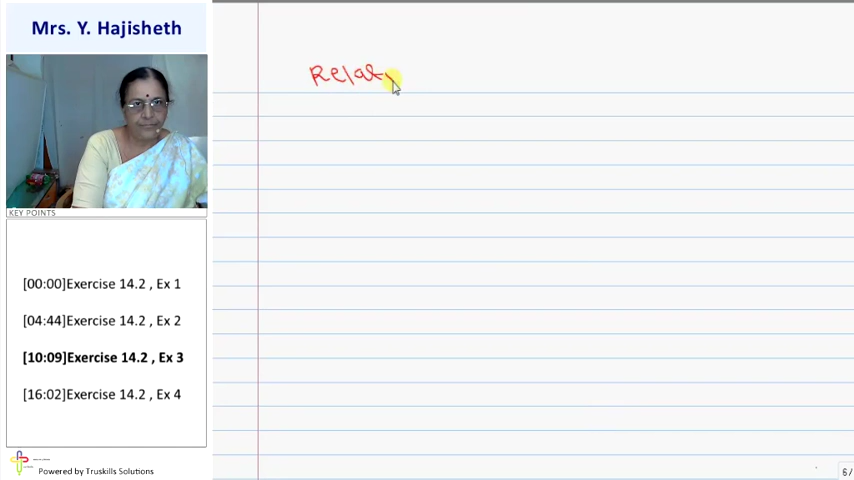 Mrs. Y. Hajisheth
Relat
KEY POINTS
[00:00]Exercise 14.2 , Ex 1
[04:44]Exercise 14.2 , Ex 2
[10:09]Exercise 14.2 , Ex 3
[16:02]Exercise 14.2 , Ex 4
Powered by Truskills Solutions
6/